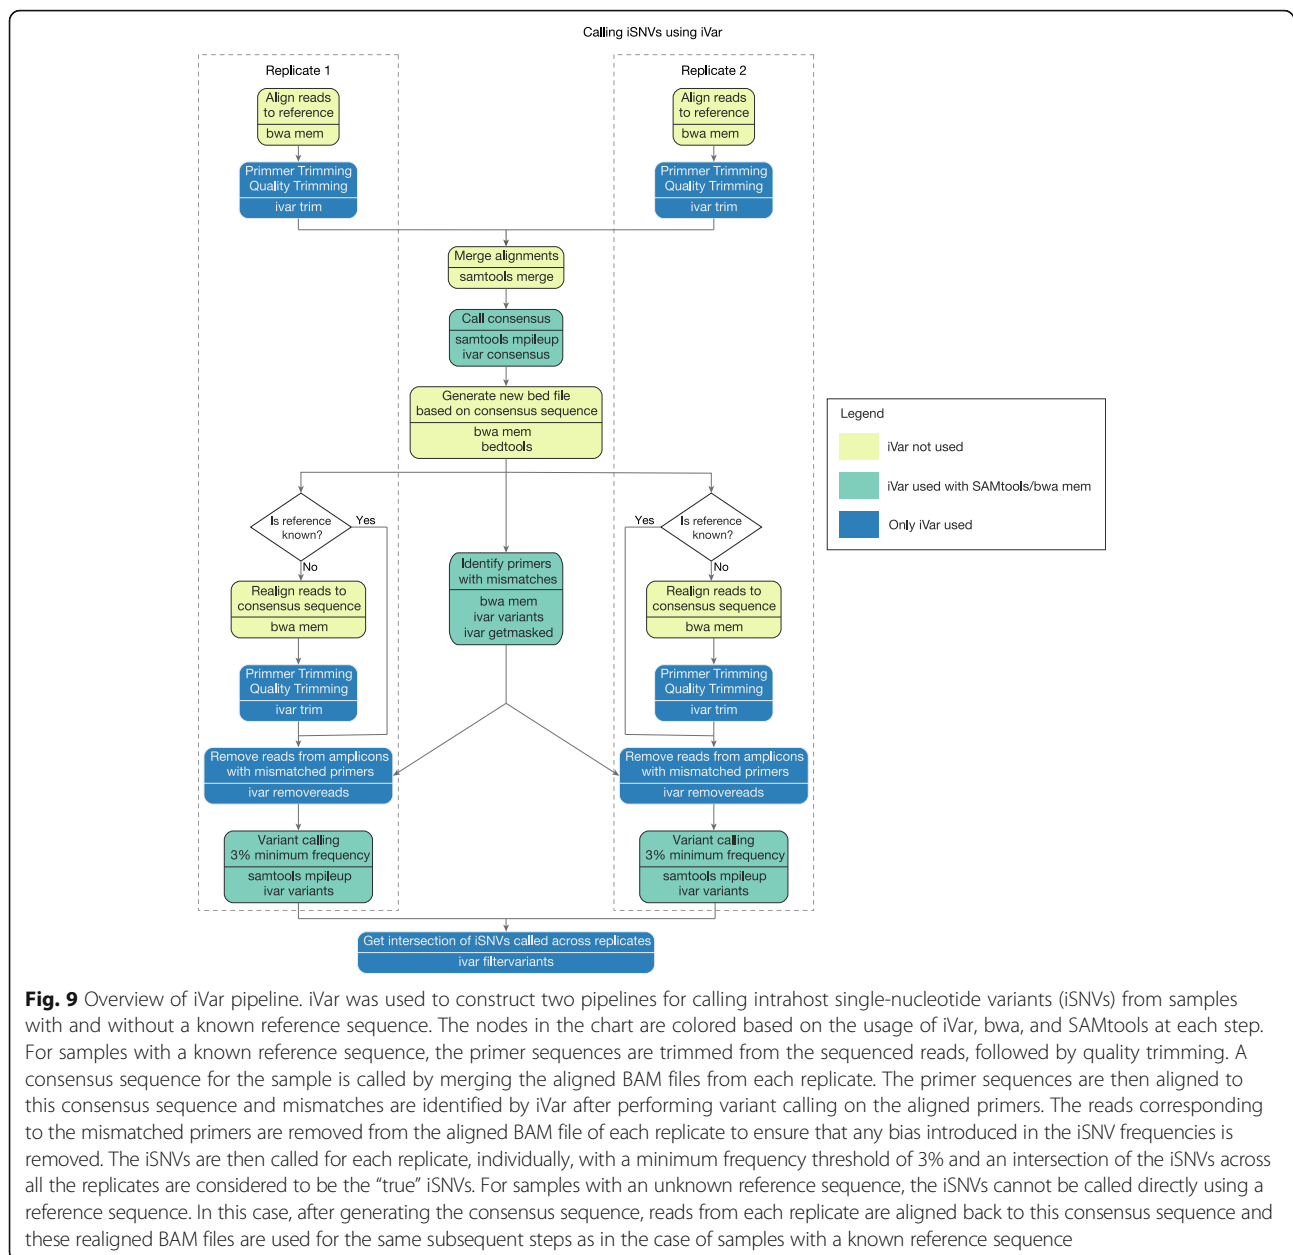 Calling iSNVs using iVar
Replicate 1
Replicate 2
Align reads
to reference
bwa mem
Align reads
to reference
bwa mem
Primmer Trimming
Quality Trimming
ivar trim
Primmer Trimming
Quality Trimming
ivar trim
Merge alignments
samtools merge
Call consensus
samtools mpileup
ivar consensus
Generate new bed file
based on consensus sequence
bwa mem
bedtools
Legend
iVar not used
iVar used with SAMtools/bwa mem
Only iVar used
Is reference
known?
Yes
No
Identify primers
with mismatches
bwa mem
ivar variants
ivar getmasked
Yes
Is reference
known?
No
Realign reads to
consensus sequence
bwa mem
Realign reads to
consensus sequence
bwa mem
Primmer Trimming
Quality Trimming
ivar trim
Primmer Trimming
Quality Trimming
ivar trim
Remove reads from amplicons
with mismatched primers
ivar removereads
Remove reads from amplicons
with mismatched primers
ivar removereads
Variant calling
3% minimum frequency
samtools mpileup
ivar variants
Variant calling
3% minimum frequency
samtools mpileup
ivar variants
Get intersection of iSNVs called across replicates
ivar filtervariants
Fig. 9 Overview of iVar pipeline. iVar was used to construct two pipelines for calling intrahost single-nucleotide variants (iSNVs) from samples
with and without a known reference sequence. The nodes in the chart are colored based on the usage of iVar, bwa, and SAMtools at each step.
For samples with a known reference sequence, the primer sequences are trimmed from the sequenced reads, followed by quality trimming. A
consensus sequence for the sample is called by merging the aligned BAM files from each replicate. The primer sequences are then aligned to
this consensus sequence and mismatches are identified by iVar after performing variant calling on the aligned primers. The reads corresponding
to the mismatched primers are removed from the aligned BAM file of each replicate to ensure that any bias introduced in the iSNV frequencies is
removed. The iSNVs are then called for each replicate, individually, with a minimum frequency threshold of 3% and an intersection of the iSNVs across
all the replicates are considered to be the “true” iSNVs. For samples with an unknown reference sequence, the iSNVs cannot be called directly using a
reference sequence. In this case, after generating the consensus sequence, reads from each replicate are aligned back to this consensus sequence and
these realigned BAM files are used for the same subsequent steps as in the case of samples with a known reference sequence